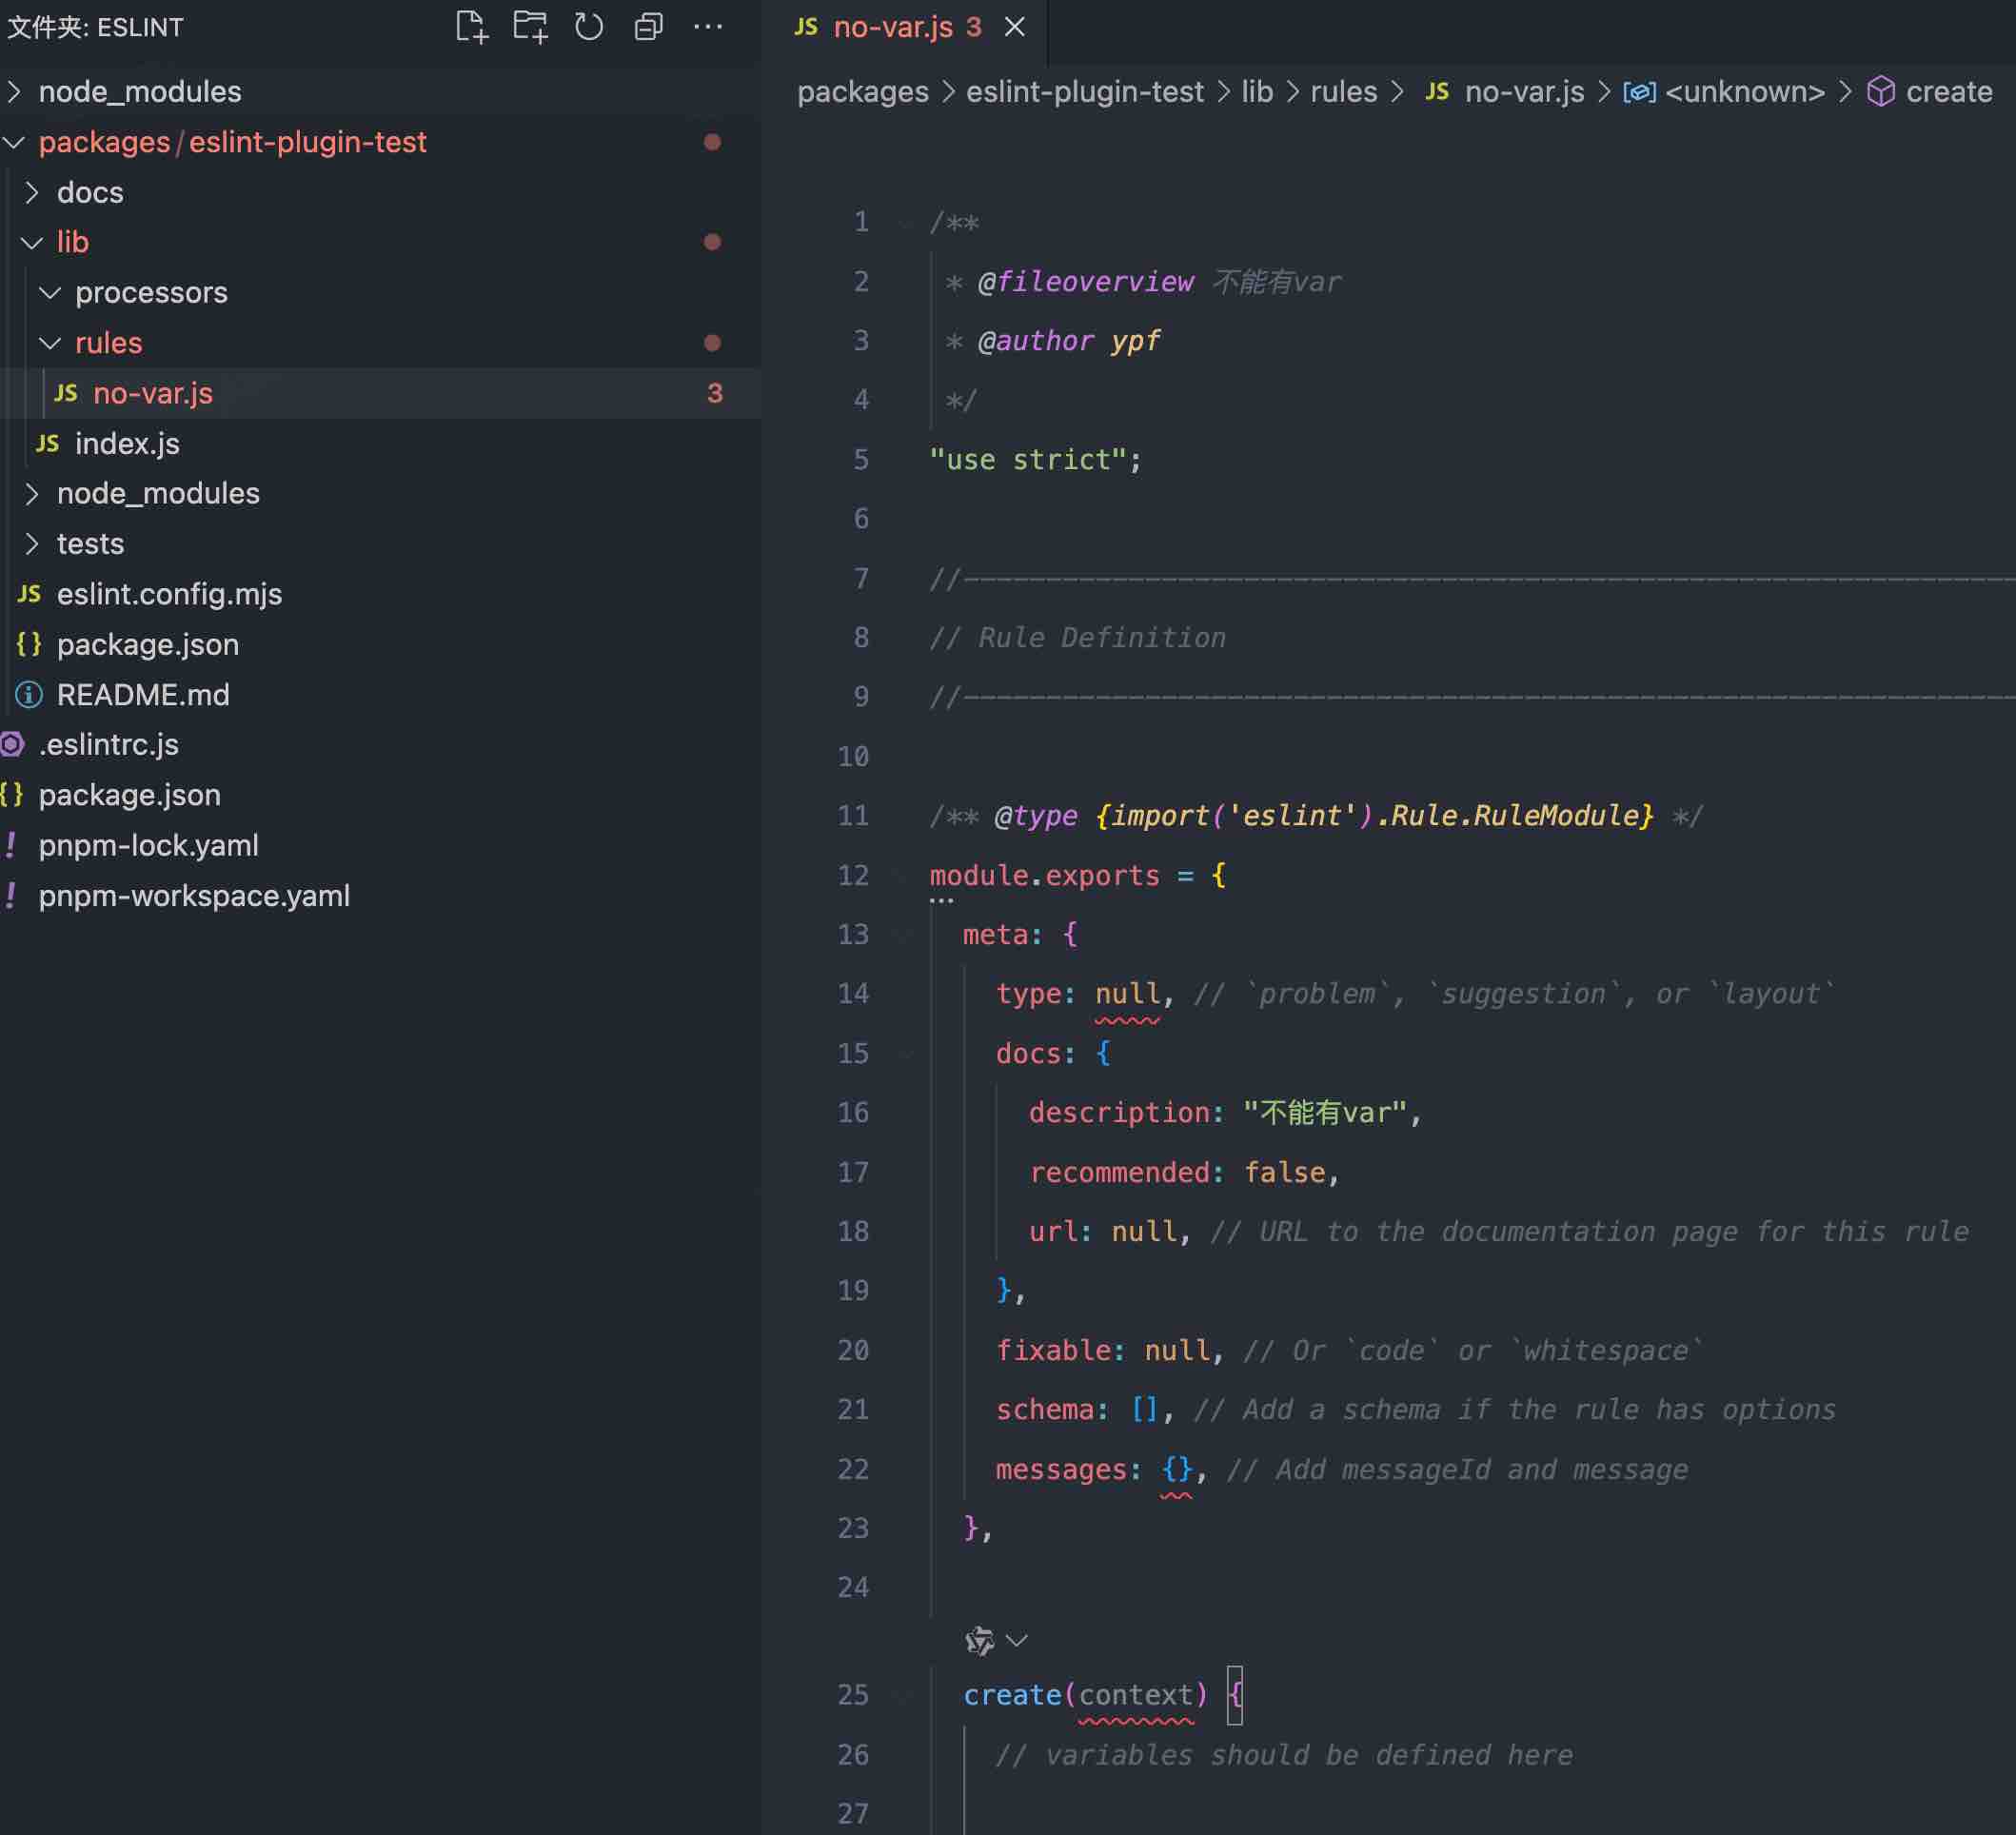 文件夹: ESLINT
node_modules
packages/eslint-plugin-test
docs
lib
processors
rules
JS no-var.js 3
JS index.js
node_modules
tests
JS eslint.config.mjs
{} package.json
README.md
.eslintrc.js
{} package.json
! pnpm-lock.yaml
! pnpm-workspace.yaml
JS no-var.js 3
packages > eslint-plugin-test > lib > rules > JS no-var.js > <unknown> > create
1 /**
2 * @fileoverview 不能有var
3 * @author ypf
4 */
5 "use strict";
6
7 //------------------------------------------------------------------
8 // Rule Definition
9 //------------------------------------------------------------------
10
11 /** @type {import('eslint').Rule.RuleModule} */
12 module.exports = {
13 meta: {
14 type: null, // `problem`, `suggestion`, or `layout`
15 docs: {
16 description: "不能有var",
17 recommended: false,
18 url: null, // URL to the documentation page for this rule
19 },
20 fixable: null, // Or `code` or `whitespace`
21 schema: [], // Add a schema if the rule has options
22 messages: {}, // Add messageId and message
23 },
24
25 create(context) {
26 // variables should be defined here
27